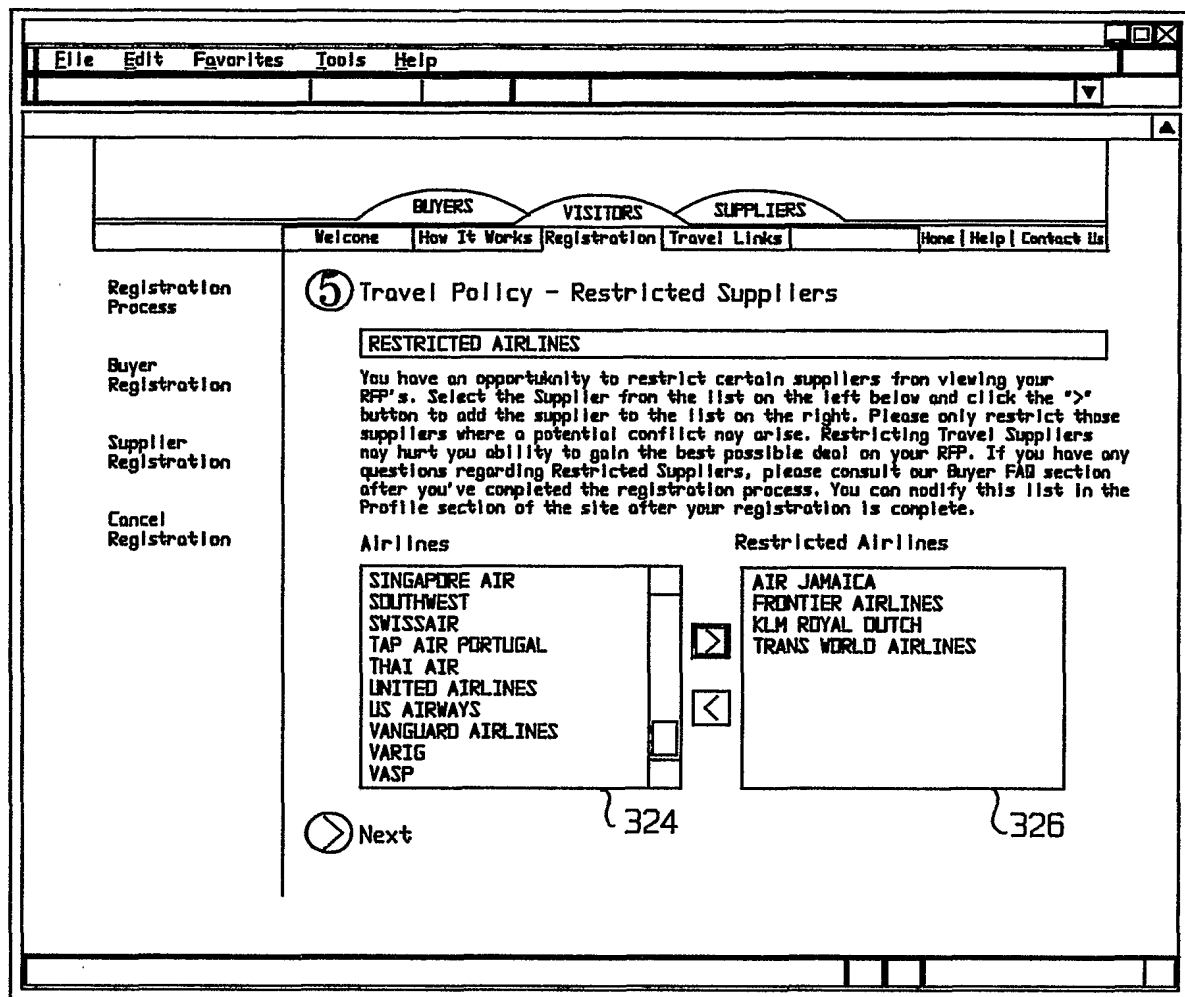 File Edit Favorites Tools Help
BUYERS VISITORS SUPPLIERS
Welcome How It Works Registration Travel Links Home | Help | Contact Us
Registration
Process
Buyer
Registration
Supplier
Registration
Cancel
Registration
5 Travel Policy - Restricted Suppliers
RESTRICTED AIRLINES
You have an opportuknity to restrict certain suppliers from viewing your
RFP's. Select the Supplier from the list on the left below and click the ">"
button to add the supplier to the list on the right. Please only restrict those
suppliers where a potential conflict may arise. Restricting Travel Suppliers
may hurt you ability to gain the best possible deal on your RFP. If you have any
questions regarding Restricted Suppliers, please consult our Buyer FAQ section
after you've completed the registration process. You can modify this list in the
Profile section of the site after your registration is complete.
Airlines
SINGAPORE AIR
SOUTHWEST
SWISSAIR
TAP AIR PORTUGAL
THAI AIR
UNITED AIRLINES
US AIRWAYS
VANGUARD AIRLINES
VARIG
VASP
324
> <
Restricted Airlines
AIR JAMAICA
FRONTIER AIRLINES
KLM ROYAL DUTCH
TRANS WORLD AIRLINES
326
> Next